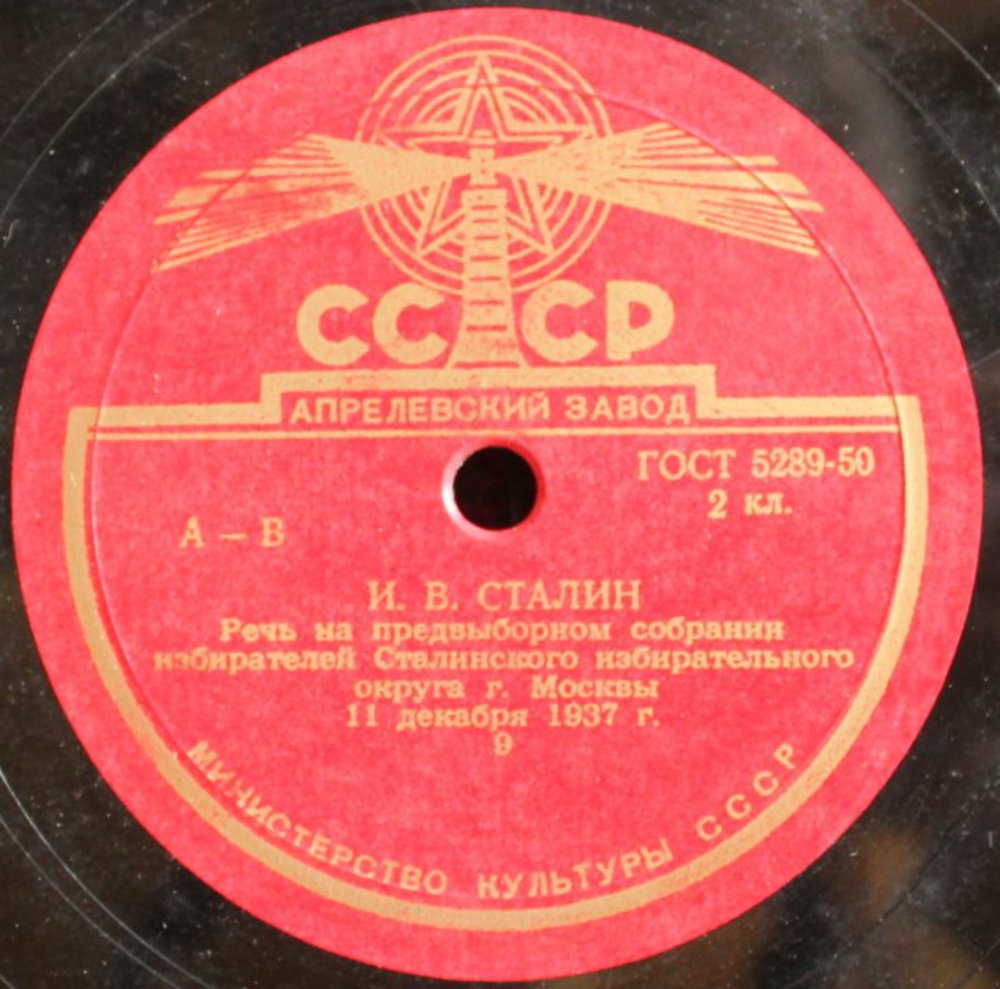 СССР
АПРЕЛЕВСКИЙ ЗАВОД
ГОСТ 5289-50
2 кл.
А – В
И. В. СТАЛИН
Речь на предвыборном собрании
избирателей Сталинского избирательного
округа г. Москвы
11 декабря 1937 г.
9
МИНИСТЕРСТВО КУЛЬТУРЫ СССР